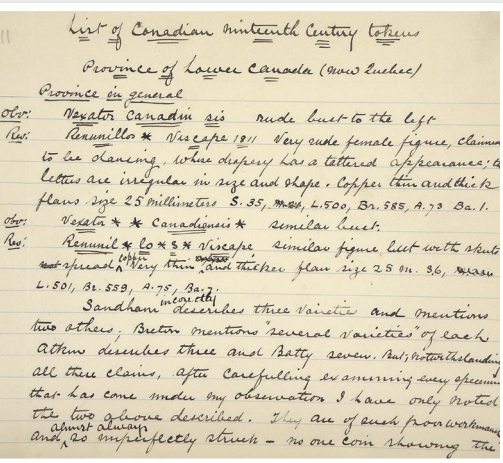 11
List of Canadian Nineteenth Century tokens
Province of Lower Canada (now Quebec)
Province in general
Obv: Vexator Canadin sis rude bust to the left
Rev: Renunillos * Viscape 1811 Very rude female figure, claimed
to be dancing, whose drapery has a tattered appearance; the
letters are irregular in size and shape. Copper thin and thick
flans size 25 millimeters S. 35, L. 500, Br. 585, A. 73 Ba. 1.
Obv: Vexator * * Canadiensis * similar bust.
Rev: Renunil * lo * s * Viscape similar figure but with skirts
not spread copper Very thin and thicker flan size 25 m. 36,
L. 501, Br. 559, A. 75, Ba. 7.
Sandham incorrectly describes three varieties and mentions
two others; Breton mentions "several varieties" of each
Atkin describes three and Batty seven. But, notwithstanding
all these claims, after carefulling examining every specimen
that has come under my observation I have only noted
the two above described. They are of such poor workmanship
and, almost always so imperfectly struck – no one coin showing the